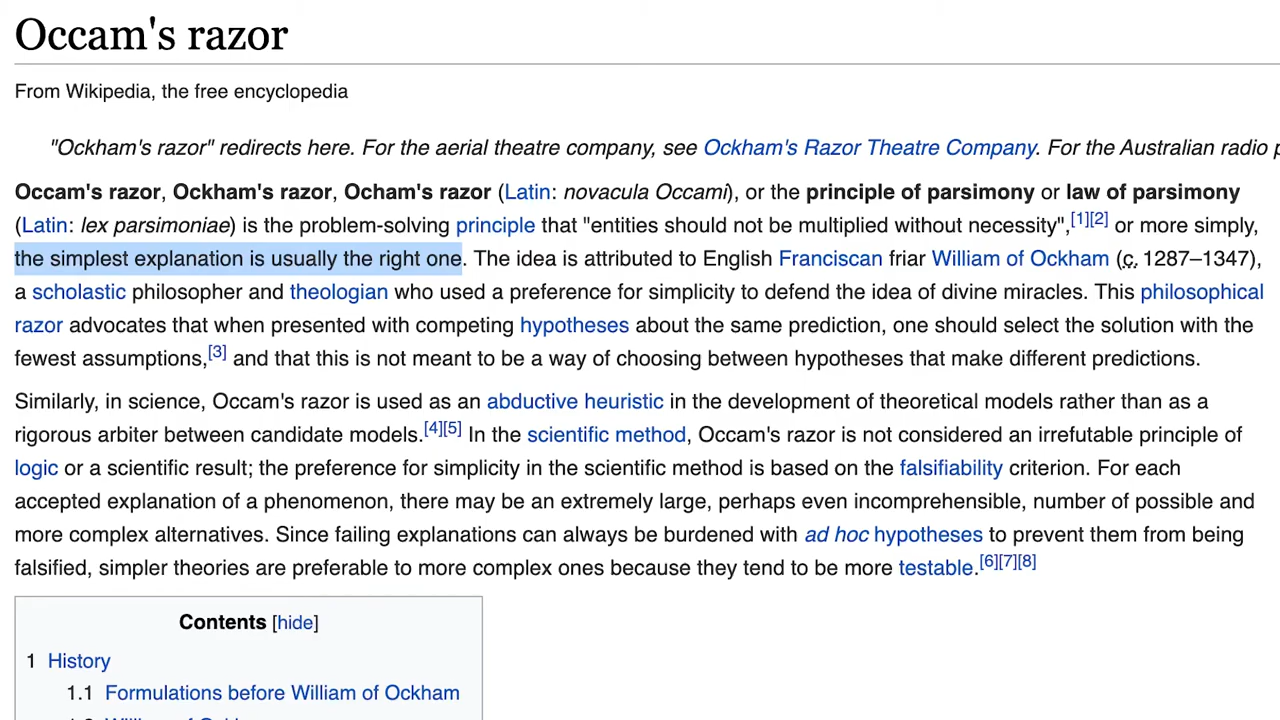 Occam's razor
From Wikipedia, the free encyclopedia
"Ockham's razor" redirects here. For the aerial theatre company, see Ockham's Razor Theatre Company. For the Australian radio
Occam's razor, Ockham's razor, Ocham's razor (Latin: novacula Occami), or the principle of parsimony or law of parsimony
(Latin: lex parsimoniae) is the problem-solving principle that "entities should not be multiplied without necessity",[1][2] or more simply,
the simplest explanation is usually the right one. The idea is attributed to English Franciscan friar William of Ockham (c. 1287–1347),
a scholastic philosopher and theologian who used a preference for simplicity to defend the idea of divine miracles. This philosophical
razor advocates that when presented with competing hypotheses about the same prediction, one should select the solution with the
fewest assumptions,[3] and that this is not meant to be a way of choosing between hypotheses that make different predictions.
Similarly, in science, Occam's razor is used as an abductive heuristic in the development of theoretical models rather than as a
rigorous arbiter between candidate models.[4][5] In the scientific method, Occam's razor is not considered an irrefutable principle of
logic or a scientific result; the preference for simplicity in the scientific method is based on the falsifiability criterion. For each
accepted explanation of a phenomenon, there may be an extremely large, perhaps even incomprehensible, number of possible and
more complex alternatives. Since failing explanations can always be burdened with ad hoc hypotheses to prevent them from being
falsified, simpler theories are preferable to more complex ones because they tend to be more testable.[6][7][8]
Contents [hide]
1 History
1.1 Formulations before William of Ockham